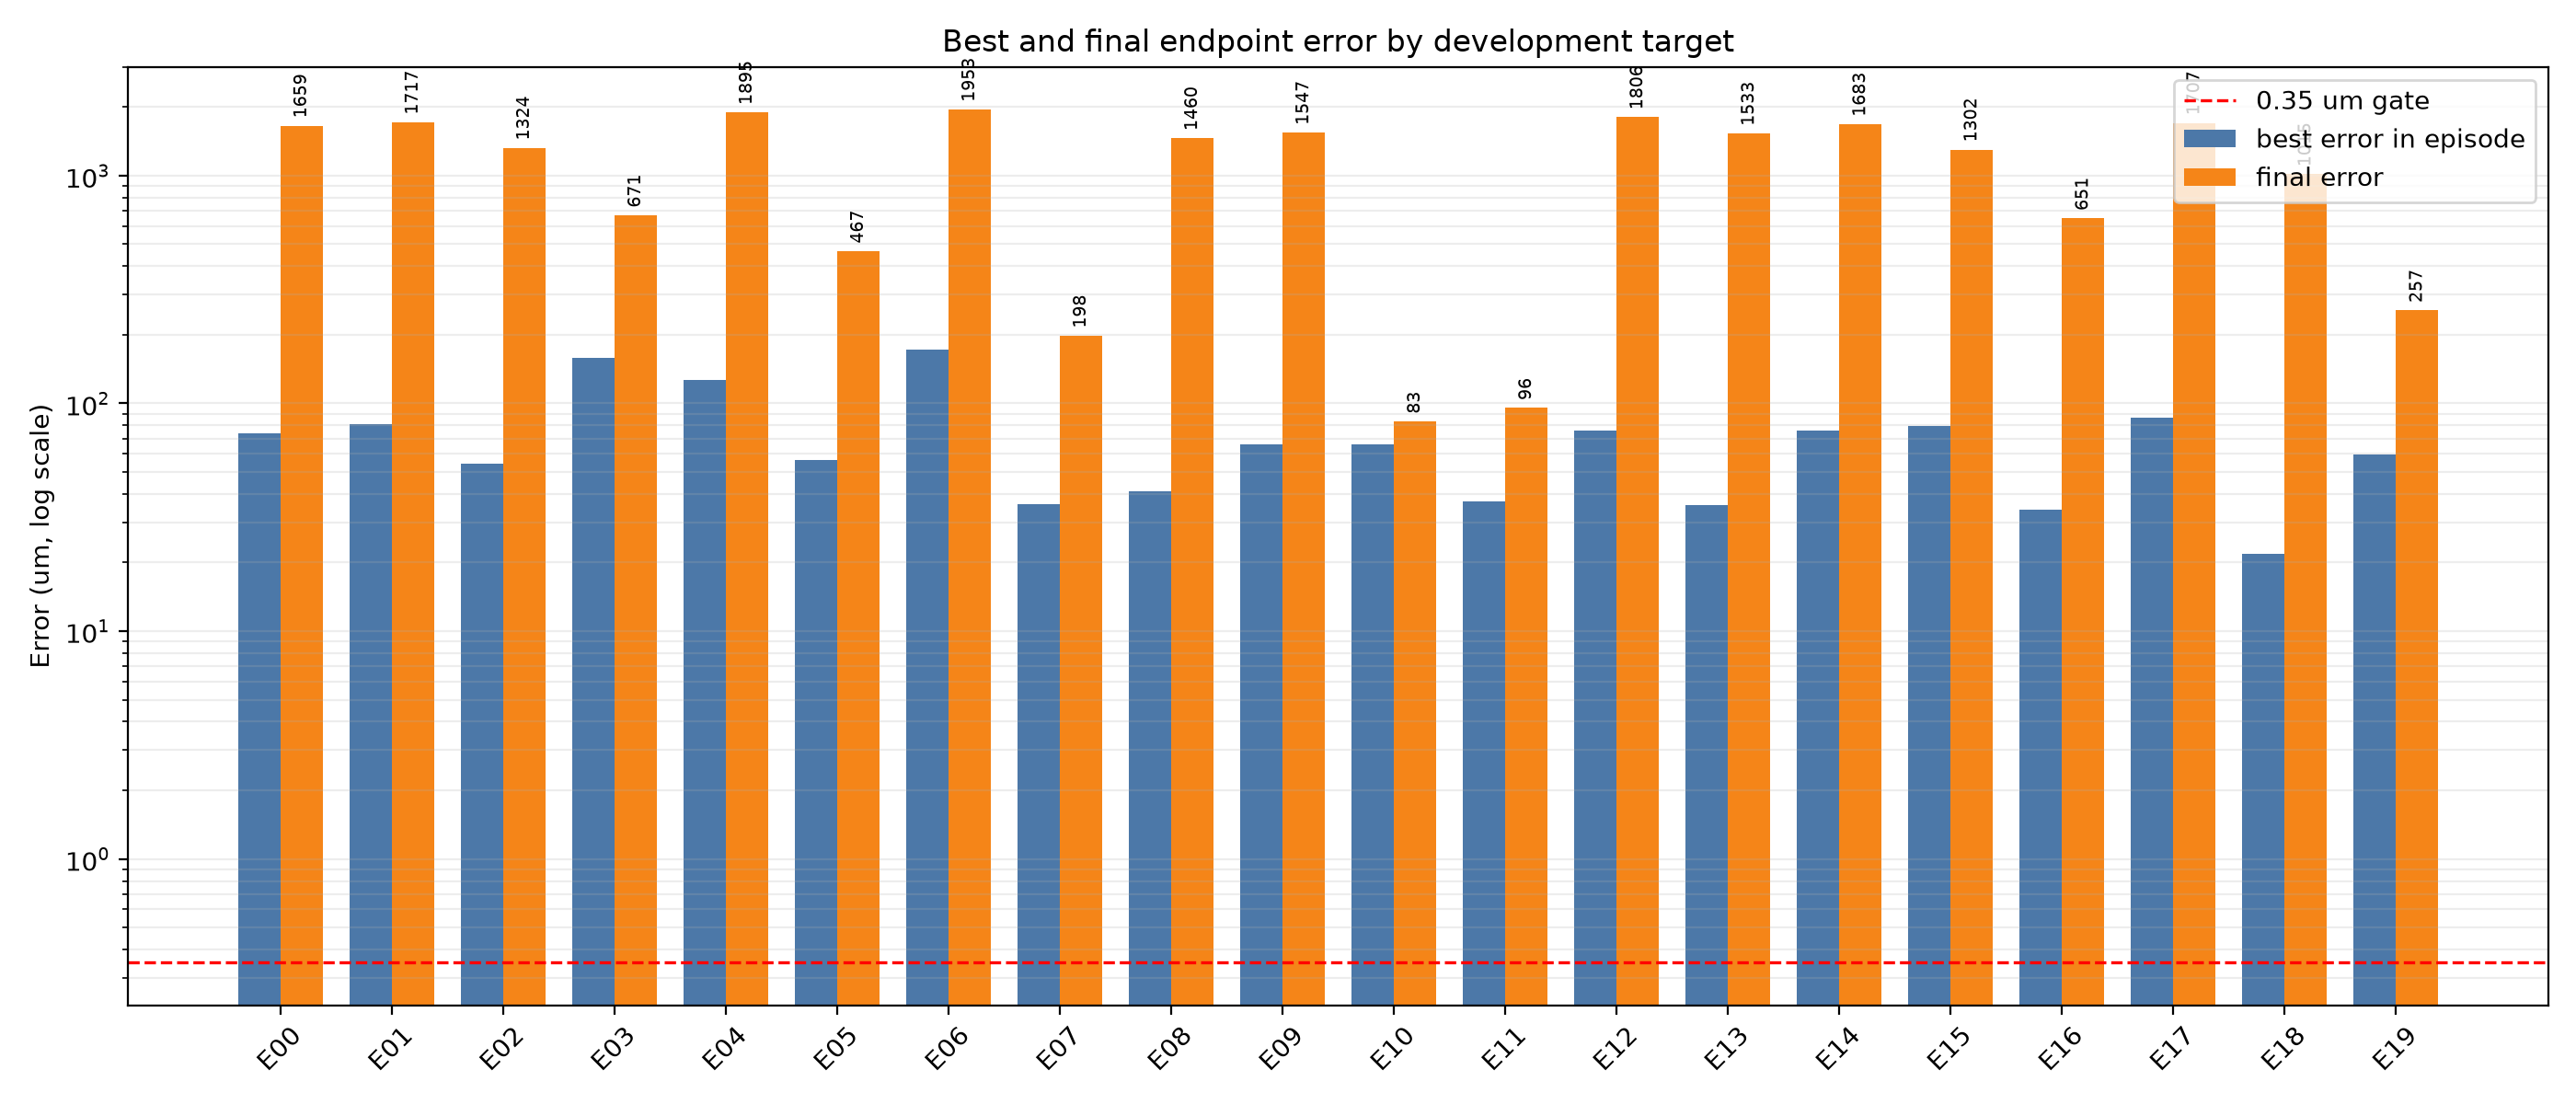 Best and final endpoint error by development target
Error (um, log scale)
10³
10²
10¹
10⁰
1659
1717
1324
671
1895
467
1953
198
1460
1547
83
96
1806
1533
1683
1302
651
1707
257
0.35 um gate
best error in episode
final error
E00
E01
E02
E03
E04
E05
E06
E07
E08
E09
E10
E11
E12
E13
E14
E15
E16
E17
E18
E19